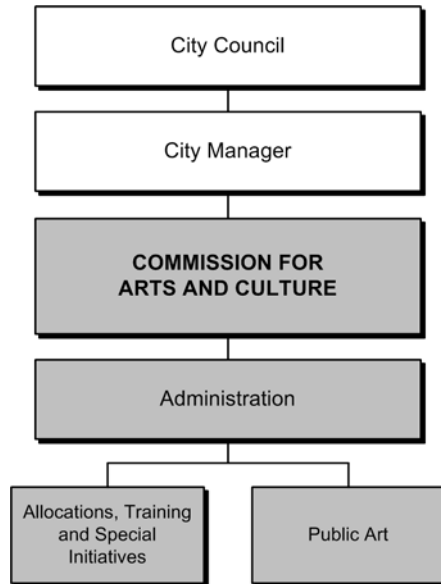 City Council
City Manager
COMMISSION FOR
ARTS AND CULTURE
Administration
Allocations, Training
and Special
Initiatives
Public Art